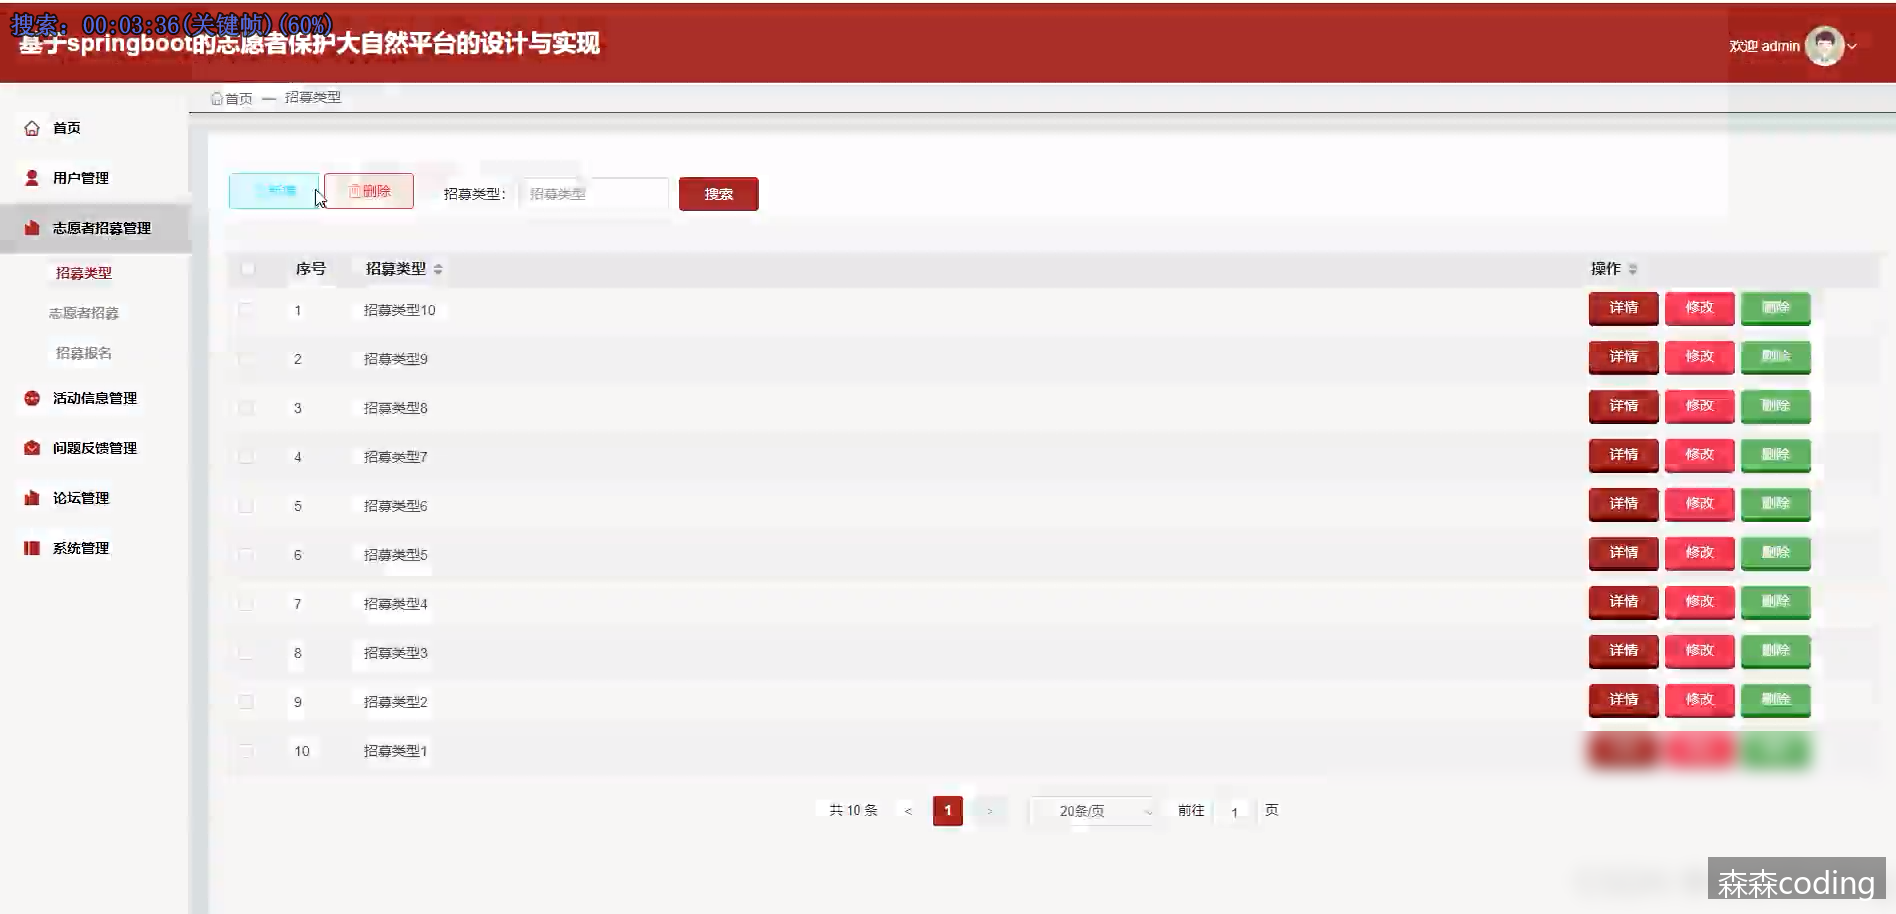 搜索：00:03:36(关键帧)(60%)
基于springboot的志愿者保护大自然平台的设计与实现
欢迎 admin
首页 — 招募类型
首页
用户管理
志愿者招募管理
招募类型
志愿者招募
招募报名
活动信息管理
问题反馈管理
论坛管理
系统管理
新增 删除 招募类型： 招募类型 搜索
序号 招募类型 操作
1 招募类型10 详情 修改 删除
2 招募类型9 详情 修改 删除
3 招募类型8 详情 修改 删除
4 招募类型7 详情 修改 删除
5 招募类型6 详情 修改 删除
6 招募类型5 详情 修改 删除
7 招募类型4 详情 修改 删除
8 招募类型3 详情 修改 删除
9 招募类型2 详情 修改 删除
10 招募类型1
共 10 条 < 1 > 20条/页 前往 1 页
森森coding